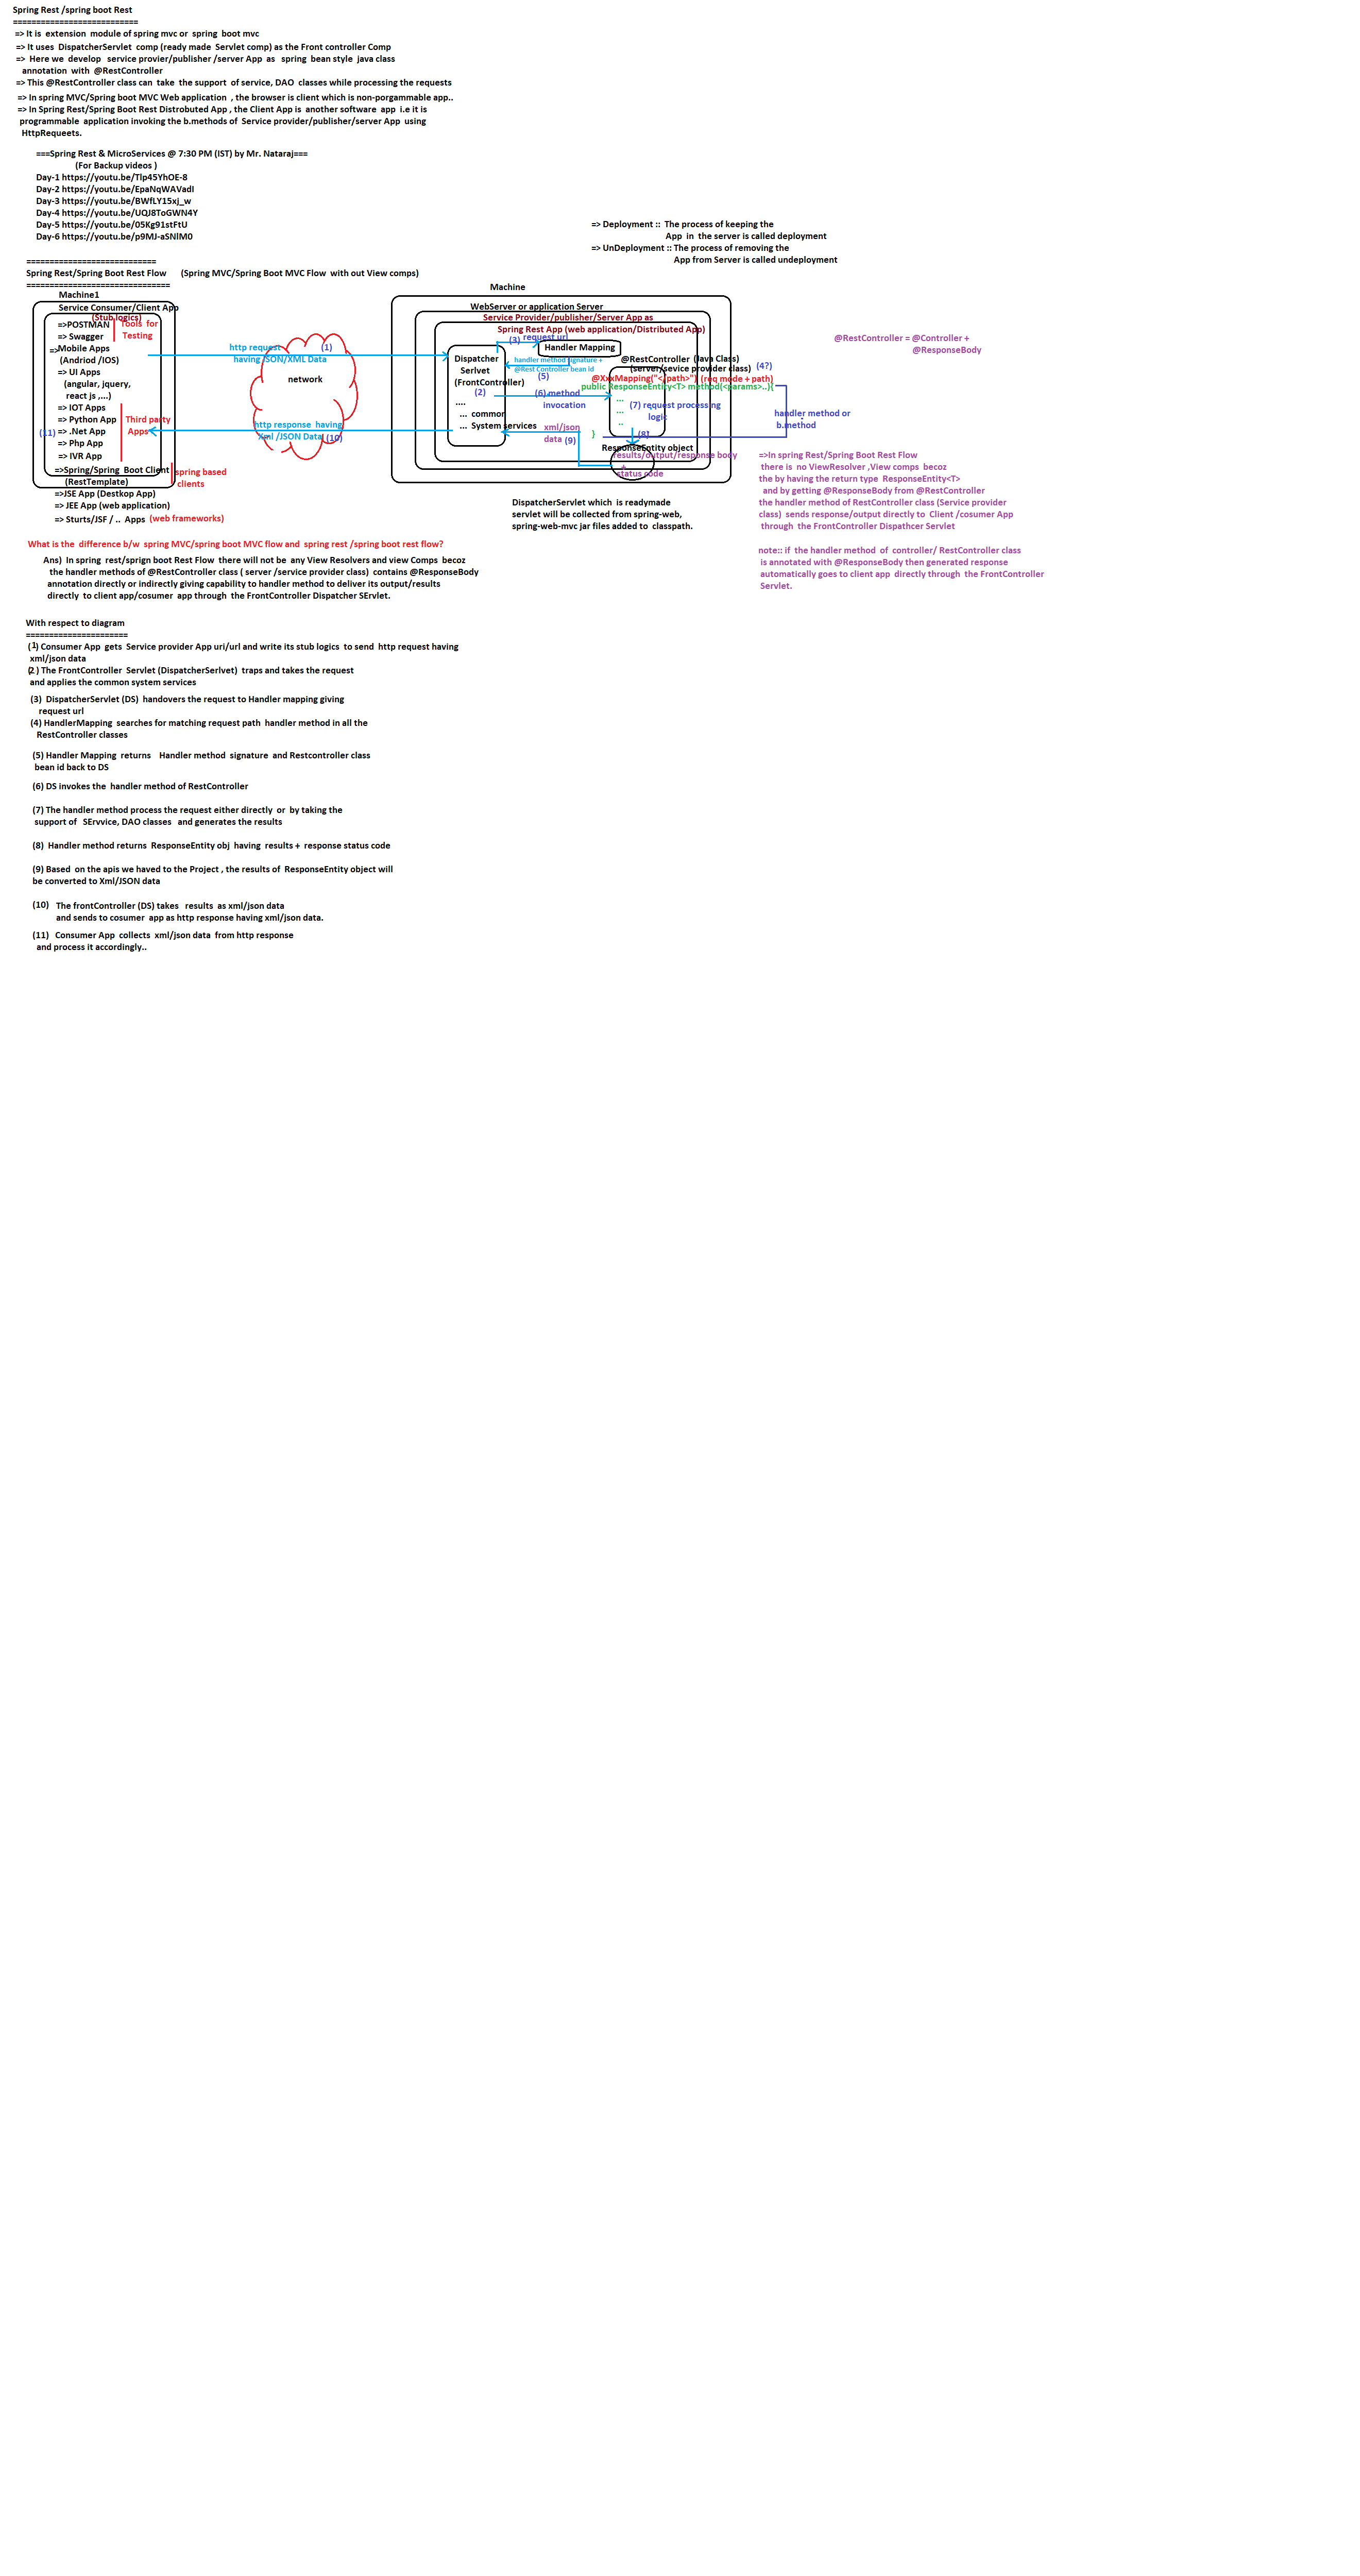 Spring Rest /spring boot Rest
===========================
=> It is  extension  module of spring mvc or  spring  boot mvc
=> It uses  DispatcherServlet  comp (ready made  Servlet comp) as the Front controller Comp
=>  Here we  develop   service provier/publisher /server App  as   spring  bean style  java class
annotation  with  @RestController
=> This @RestController class can  take  the support of  service, DAO  classes while processing the requests
=> In spring MVC/Spring boot MVC Web application  , the browser is client which is non-porgammable app..
=> In Spring Rest/Spring Boot Rest Distrobuted App , the Client App is  another software  app  i.e it is
programmable  application invoking the b.methods of  Service provider/publisher/server App  using
HttpRequeets.
===Spring Rest & MicroServices @ 7:30 PM (IST) by Mr. Nataraj===
(For Backup videos )
Day-1 https://youtu.be/Tlp45YhOE-8
Day-2 https://youtu.be/EpaNqWAVadI
Day-3 https://youtu.be/BWfLY15xj_w
Day-4 https://youtu.be/UQJ8ToGWN4Y
Day-5 https://youtu.be/05Kg91stFtU
Day-6 https://youtu.be/p9MJ-aSNlM0
=> Deployment ::  The process of keeping the
App  in  the server is called deployment
=> UnDeployment :: The process of removing the
App from Server is called undeployment
============================
Spring Rest/Spring Boot Rest Flow      (Spring MVC/Spring Boot MVC Flow  with out View comps)
===============================
Machine1
Service Consumer/Client App
(Stub logics)
=>POSTMAN
=> Swagger
Tools  for
Testing
=>
Mobile Apps
(Andriod /IOS)
=> UI Apps
(angular, jquery,
react js ,...)
=> IOT Apps
=> Python App
=> .Net App
=> Php App
=> IVR App
Third party
Apps
(11)
=>Spring/Spring  Boot Client
(RestTemplate)
spring based
clients
=>JSE App (Destkop App)
=> JEE App (web application)
=> Sturts/JSF / ..  Apps  (web frameworks)
http request
(1)
having JSON/XML Data
network
http response  having
Xml /JSON Data
(10)
Machine
WebServer or application Server
Service Provider/publisher/Server App as
Spring Rest App (web application/Distributed App)
(3) request url
Handler Mapping
handler method signature +
@Rest Controller bean id
(5)
Dispatcher
Serlvet
(FrontController)
(2)
....
...  common
...  System services
(6) method
invocation
@RestController (Java Class)
(server/sevice provider class)
(4?)
@XxxMapping("</path>") (req mode + path)
public ResponseEntity<T> method(<params>..){
...
...
..
(7) request processing
logic
}
handler method or
b.method
(8)
xml/json
data (9)
ResponseEntity object
results/output/response body
+
status code
@RestController = @Controller +
@ResponseBody
=>In spring Rest/Spring Boot Rest Flow
there is  no ViewResolver ,View comps  becoz
the by having the return type  ResponseEntity<T>
and by getting @ResponseBody from @RestController
the handler method of RestController class (Service provider
class)  sends response/output directly to  Client /cosumer App
through  the FrontController Dispathcer Servlet
note:: if  the handler method  of  controller/ RestController class
is annotated with @ResponseBody then generated response
automatically goes to client app  directly through  the FrontController
Servlet.
DispatcherServlet which  is readymade
servlet will be collected from spring-web,
spring-web-mvc jar files added to  classpath.
What is the  difference b/w  spring MVC/spring boot MVC flow and  spring rest /spring boot rest flow?
Ans)  In spring  rest/sprign boot Rest Flow  there will not be  any View Resolvers and view Comps  becoz
the handler methods of @RestController class ( server /service provider class)  contains @ResponseBody
annotation directly or indirectly giving capability to handler method to deliver its output/results
directly  to client app/cosumer  app through  the FrontController Dispatcher SErvlet.
With respect to diagram
======================
(1) Consumer App  gets  Service provider App uri/url and write its stub logics  to send  http request having
xml/json data
(2 ) The FrontController  Servlet (DispatcherSerlvet)  traps and takes the request
and applies the common system services
(3)  DispatcherServlet (DS)  handovers the request to Handler mapping giving
request url
(4) HandlerMapping  searches for matching request path  handler method in all the
RestController classes
(5) Handler Mapping  returns    Handler method  signature  and Restcontroller class
bean id back to DS
(6) DS invokes the  handler method of RestController
(7) The handler method process the request either directly  or  by taking the
support of   SErvvice, DAO classes   and generates the results
(8)  Handler method returns  ResponseEntity obj  having  results +  response status code
(9) Based  on the apis we haved to the Project , the results of  ResponseEntity object will
be converted to Xml/JSON data
(10)   The frontController (DS) takes   results  as xml/json data
and sends to cosumer  app as http response having xml/json data.
(11)   Consumer App  collects  xml/json data  from http response
and process it accordingly..